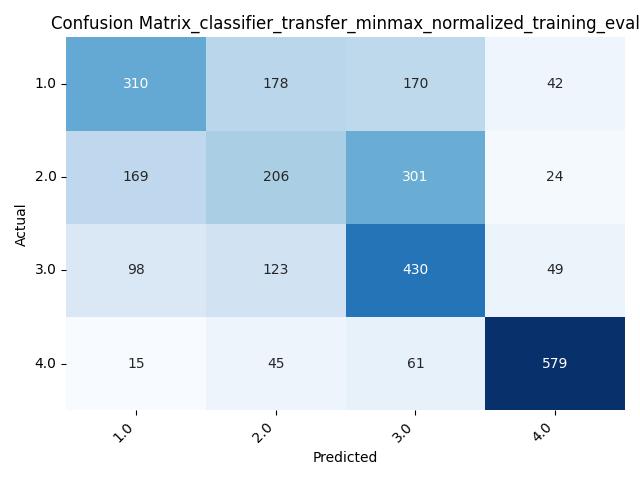 Confusion Matrix_classifier_transfer_minmax_normalized_training_eval
1.0 310 178 170 42
2.0 169 206 301 24
3.0 98 123 430 49
4.0 15 45 61 579
Actual
1.0 2.0 3.0 4.0
Predicted